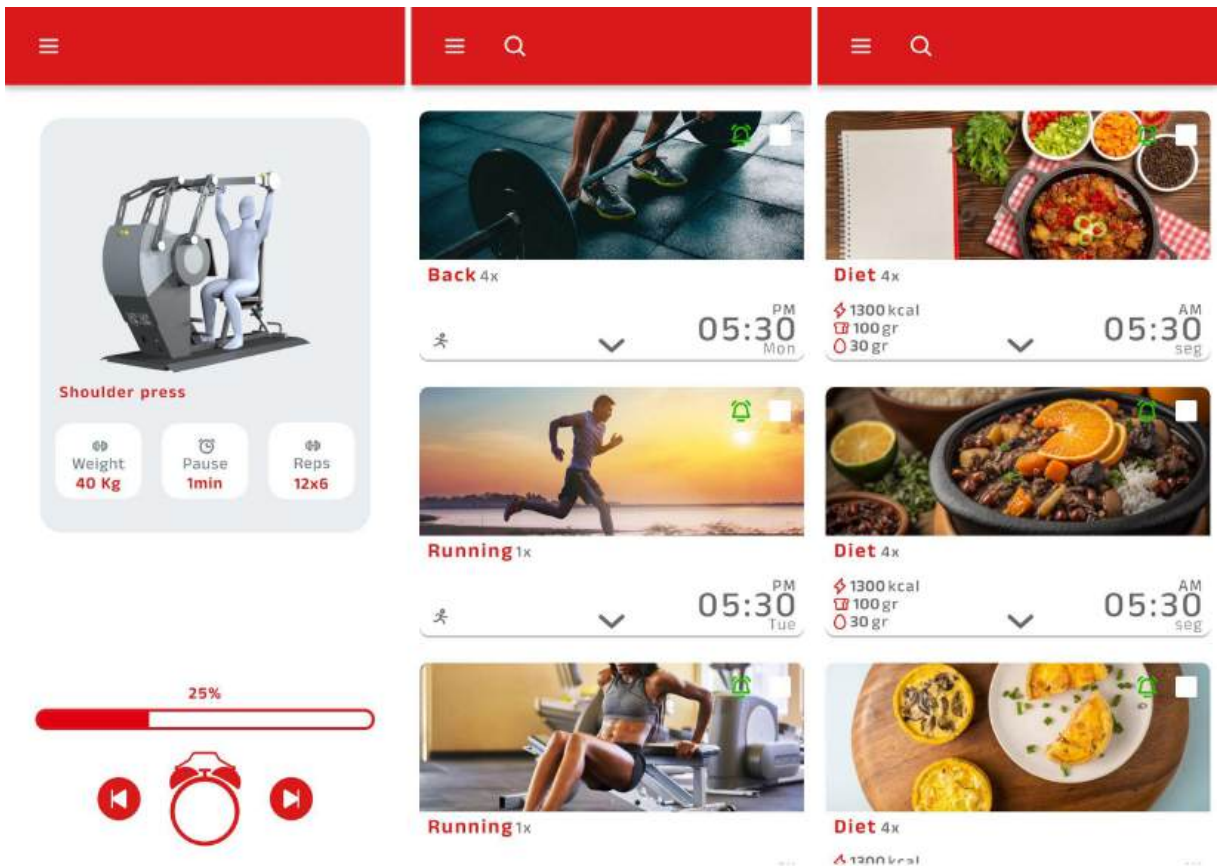 Shoulder press
Weight
40 Kg
Pause
1min
Reps
12x6
25%
Back 4x
PM
05:30
Mon
Running 1x
PM
05:30
Tue
Running 1x
Diet 4x
1300 kcal
100 gr
30 gr
AM
05:30
seg
Diet 4x
1300 kcal
100 gr
30 gr
AM
05:30
seg
Diet 4x
1300 kcal